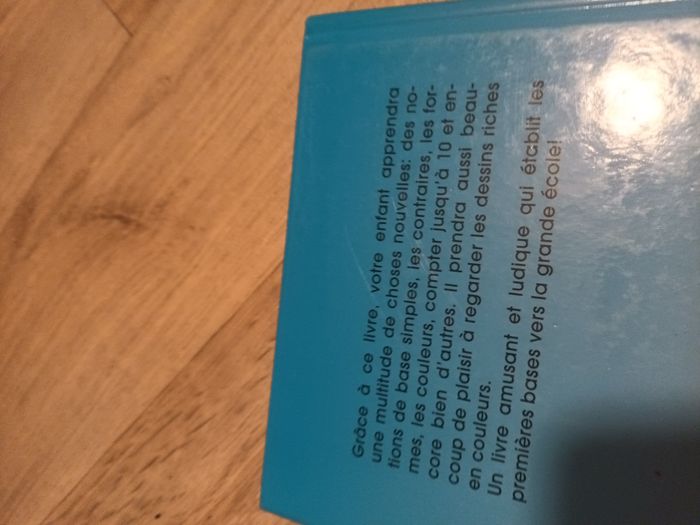 Grâce à ce livre, votre enfant apprendra
une multitude de choses nouvelles: des no-
tions de base simples, les contraires, les for-
mes, les couleurs, compter jusqu'à 10 et en-
core bien d'autres. Il prendra aussi beau-
coup de plaisir à regarder les dessins riches
en couleurs.
Un livre amusant et ludique qui établit les
premières bases vers la grande école!